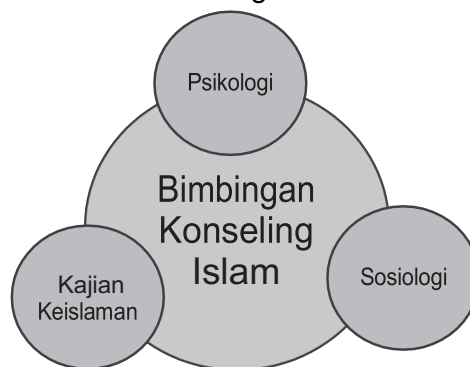 Psikologi
Bimbingan
Konseling
Islam
Kajian
Keislaman
Sosiologi